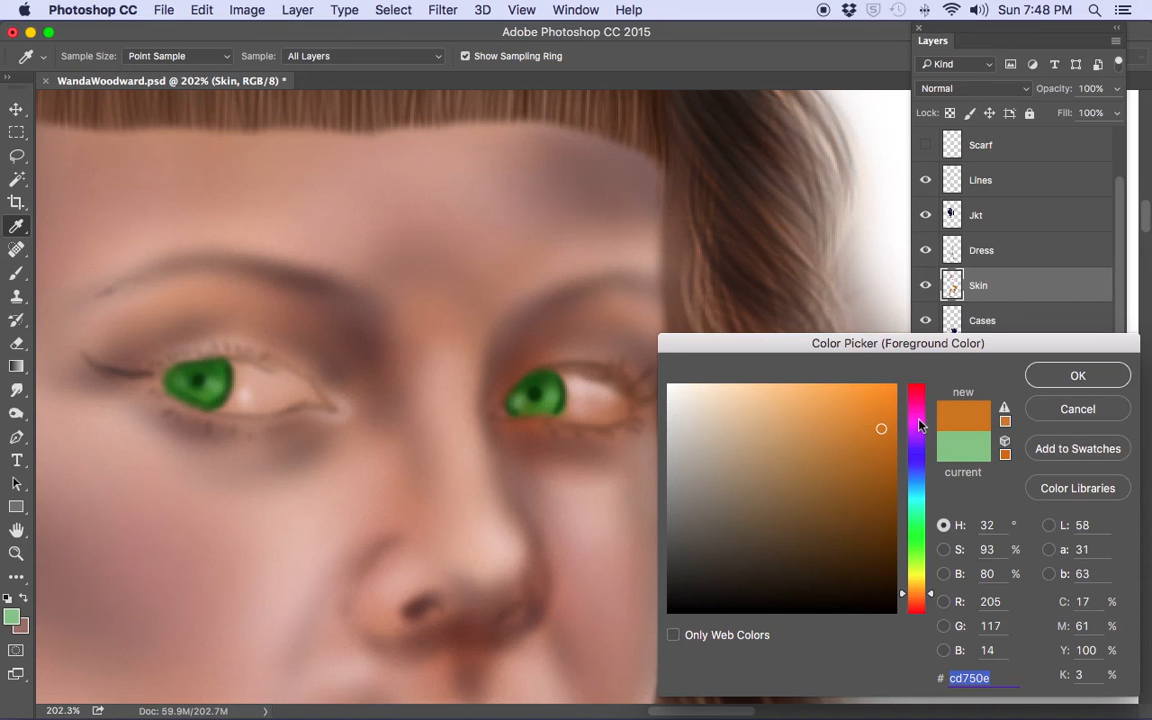 Photoshop CC File Edit Image Layer Type Select Filter 3D View Window Help Sun 7:48 PM
Adobe Photoshop CC 2015
Sample Size: Point Sample Sample: All Layers Show Sampling Ring
WandaWoodward.psd @ 202% (Skin, RGB/8) *
Layers
Kind
Normal Opacity: 100%
Lock: Fill: 100%
Scarf
Lines
Jkt
Dress
Skin
Cases
Color Picker (Foreground Color)
new
current
OK
Cancel
Add to Swatches
Color Libraries
H: 32 ° L: 58
S: 93 % a: 31
B: 80 % b: 63
R: 205 C: 17 %
G: 117 M: 61 %
B: 14 Y: 100 %
# cd750e K: 3 %
Only Web Colors
202.3% Doc: 59.9M/202.7M